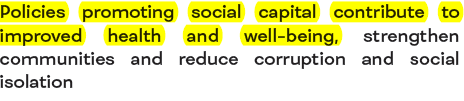 Policies promoting social capital contribute to
improved health and well-being, strengthen
communities and reduce corruption and social
isolation